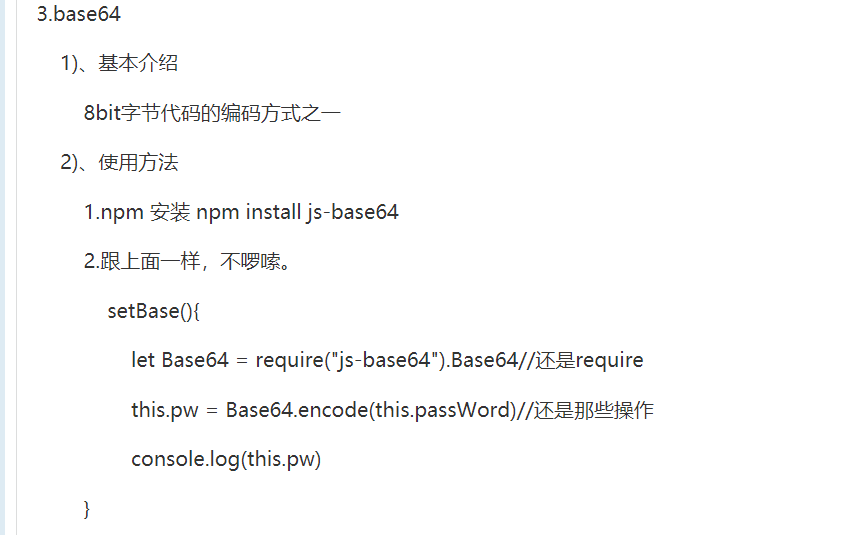 3.base64
1)、基本介绍
8bit字节代码的编码方式之一
2)、使用方法
1.npm 安装 npm install js-base64
2.跟上面一样，不啰嗦。
setBase(){
let Base64 = require("js-base64").Base64//还是require
this.pw = Base64.encode(this.passWord)//还是那些操作
console.log(this.pw)
}